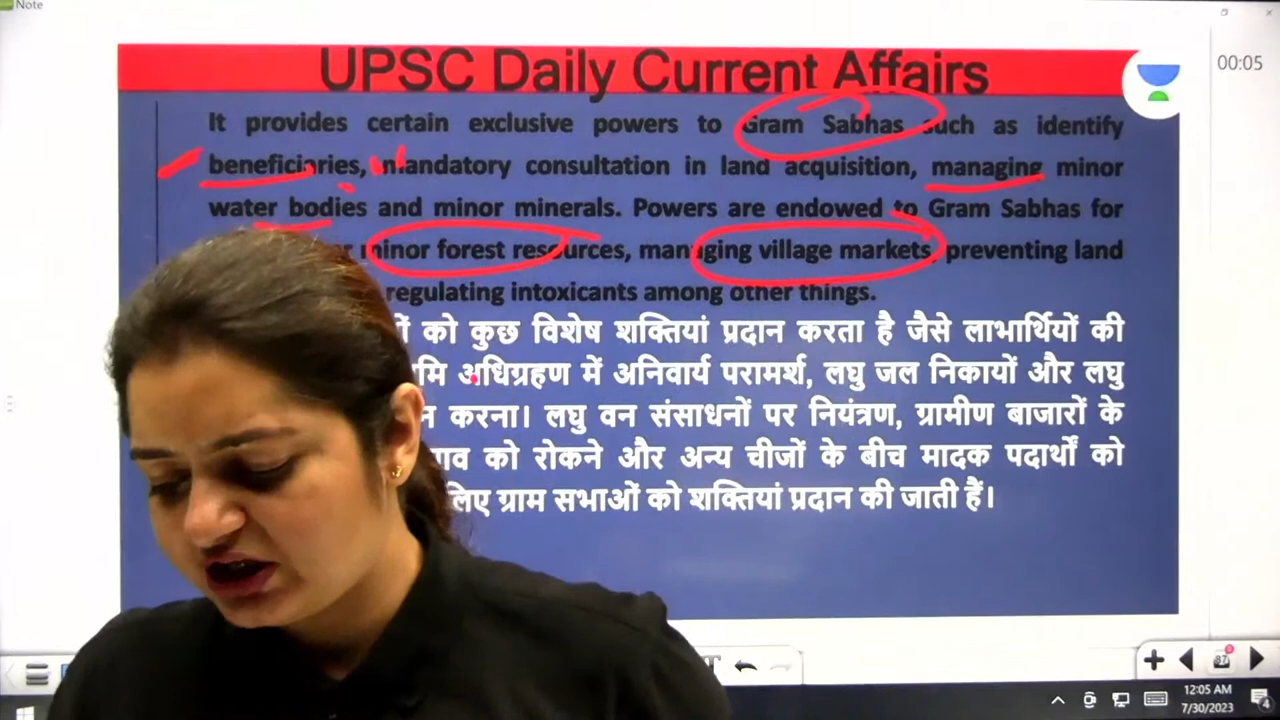 Note
UPSC Daily Current Affairs
00:05
It provides certain exclusive powers to Gram Sabhas such as identify
beneficiaries, mandatory consultation in land acquisition, managing minor
water bodies and minor minerals. Powers are endowed to Gram Sabhas for
minor forest resources, managing village markets, preventing land
regulating intoxicants among other things.
को कुछ विशेष शक्तियां प्रदान करता है जैसे लाभार्थियों की
अधिग्रहण में अनिवार्य परामर्श, लघु जल निकायों और लघु
करना। लघु वन संसाधनों पर नियंत्रण, ग्रामीण बाजारों के
को रोकने और अन्य चीजों के बीच मादक पदार्थों को
लिए ग्राम सभाओं को शक्तियां प्रदान की जाती हैं।
87
12:05 AM
7/30/2023
4